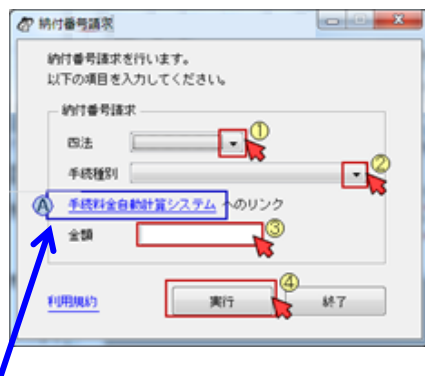 納付番号請求
納付番号請求を行います。
以下の項目を入力してください。
納付番号請求
四法 ①
手続種別 ②
Ⓐ 手続料金自動計算システム へのリンク
金額 ③
④
利用規約 実行 終了